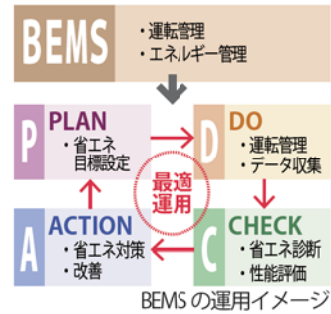 BEMS
・運転管理
・エネルギー管理
P
PLAN
・省エネ
目標設定
D
DO
・運転管理
・データ収集
最適
運用
A
ACTION
・省エネ対策
・改善
C
CHECK
・省エネ診断
・性能評価
BEMSの運用イメージ